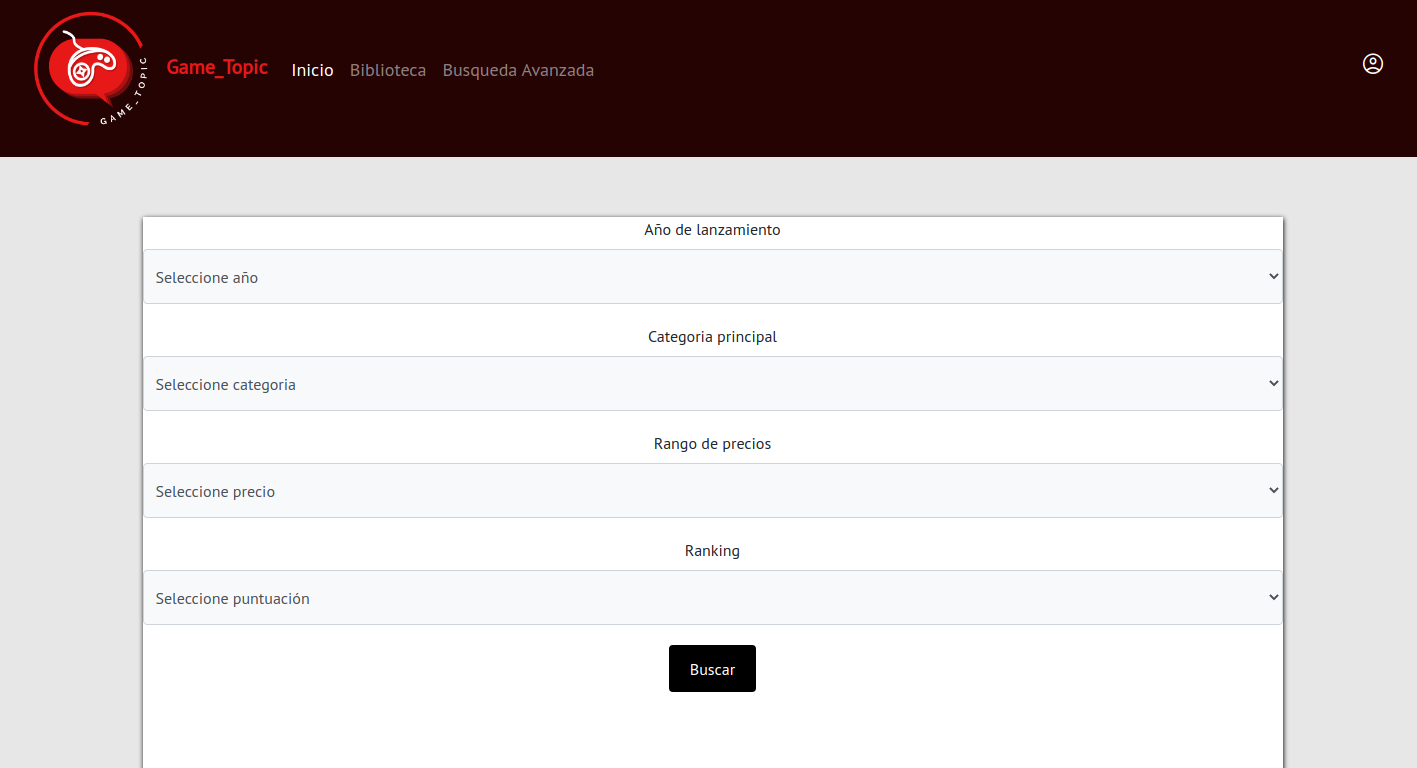 GAME_TOPIC
Game_Topic Inicio Biblioteca Busqueda Avanzada
Año de lanzamiento
Seleccione año
Categoria principal
Seleccione categoria
Rango de precios
Seleccione precio
Ranking
Seleccione puntuación
Buscar